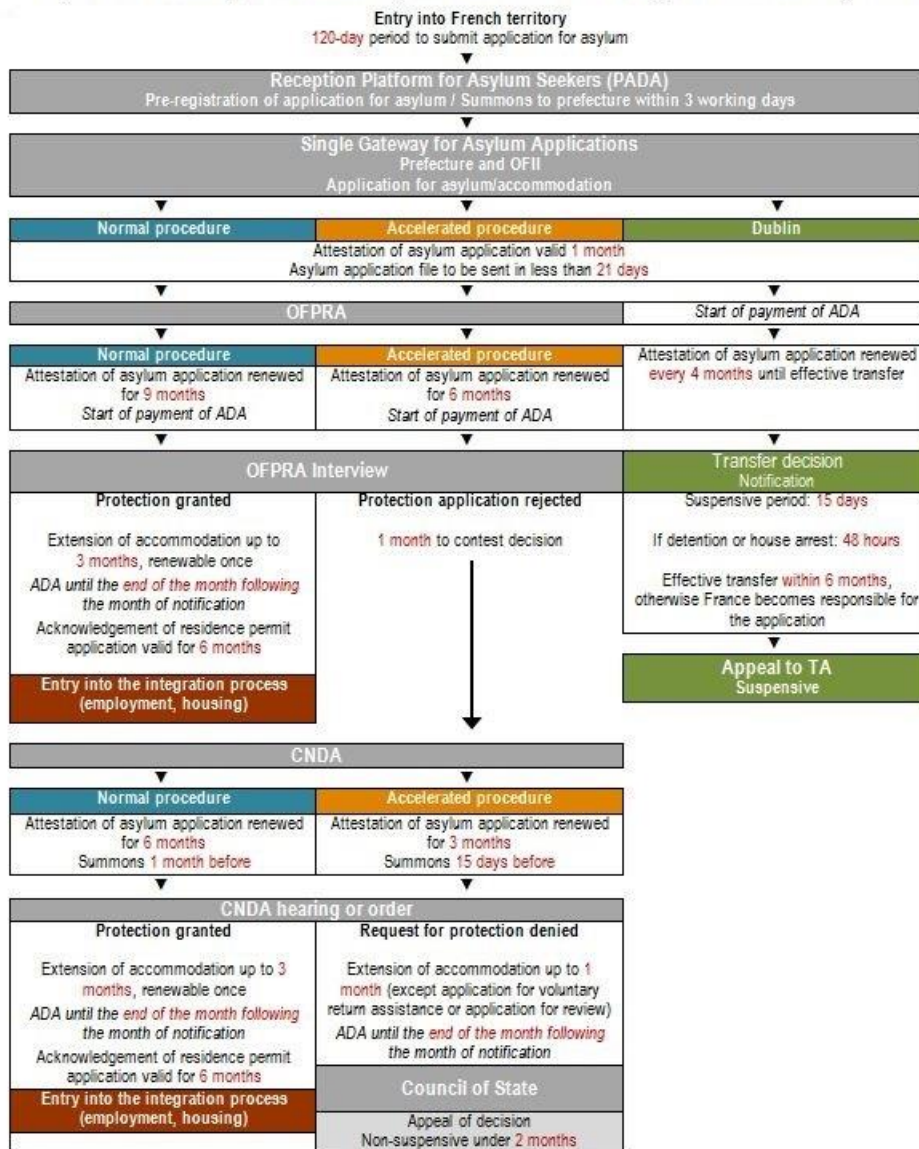 Entry into French territory
120-day period to submit application for asylum
Reception Platform for Asylum Seekers (PADA)
Pre-registration of application for asylum / Summons to prefecture within 3 working days
Single Gateway for Asylum Applications
Prefecture and OFII
Application for asylum/accommodation
Normal procedure
Accelerated procedure
Dublin
Attestation of asylum application valid 1 month
Asylum application file to be sent in less than 21 days
OFPRA
Start of payment of ADA
Normal procedure
Attestation of asylum application renewed
for 9 months
Start of payment of ADA
Accelerated procedure
Attestation of asylum application renewed
for 6 months
Start of payment of ADA
Attestation of asylum application renewed
every 4 months until effective transfer
OFPRA Interview
Protection granted
Extension of accommodation up to
3 months, renewable once
ADA until the end of the month following
the month of notification
Acknowledgement of residence permit
application valid for 6 months
Entry into the integration process
(employment, housing)
Protection application rejected
1 month to contest decision
Transfer decision
Notification
Suspensive period: 15 days
If detention or house arrest: 48 hours
Effective transfer within 6 months,
otherwise France becomes responsible for
the application
Appeal to TA
Suspensive
CNDA
Normal procedure
Attestation of asylum application renewed
for 6 months
Summons 1 month before
Accelerated procedure
Attestation of asylum application renewed
for 3 months
Summons 15 days before
CNDA hearing or order
Protection granted
Extension of accommodation up to 3
months, renewable once
ADA until the end of the month following
the month of notification
Acknowledgement of residence permit
application valid for 6 months
Entry into the integration process
(employment, housing)
Request for protection denied
Extension of accommodation up to 1
month (except application for voluntary
return assistance or application for review)
ADA until the end of the month following
the month of notification
Council of State
Appeal of decision
Non-suspensive under 2 months